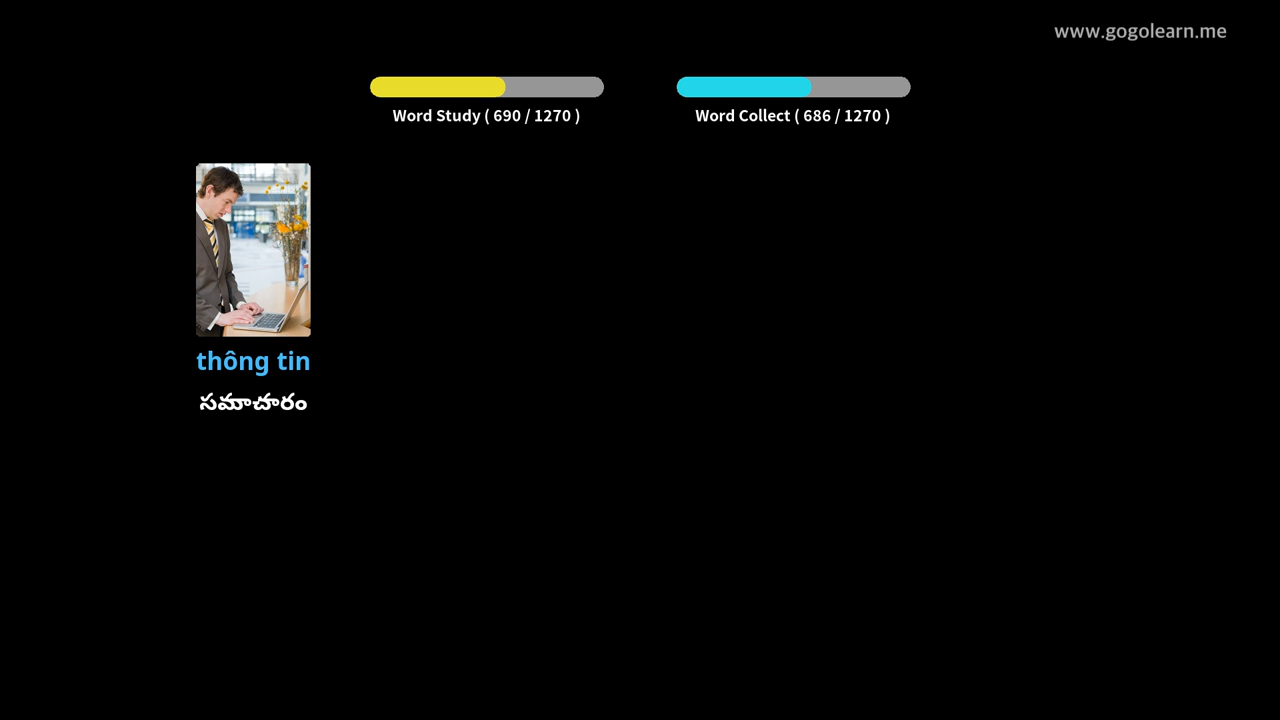 www.gogolearn.me
Word Study ( 690 / 1270 )
Word Collect ( 686 / 1270 )
thông tin
సమాచారం